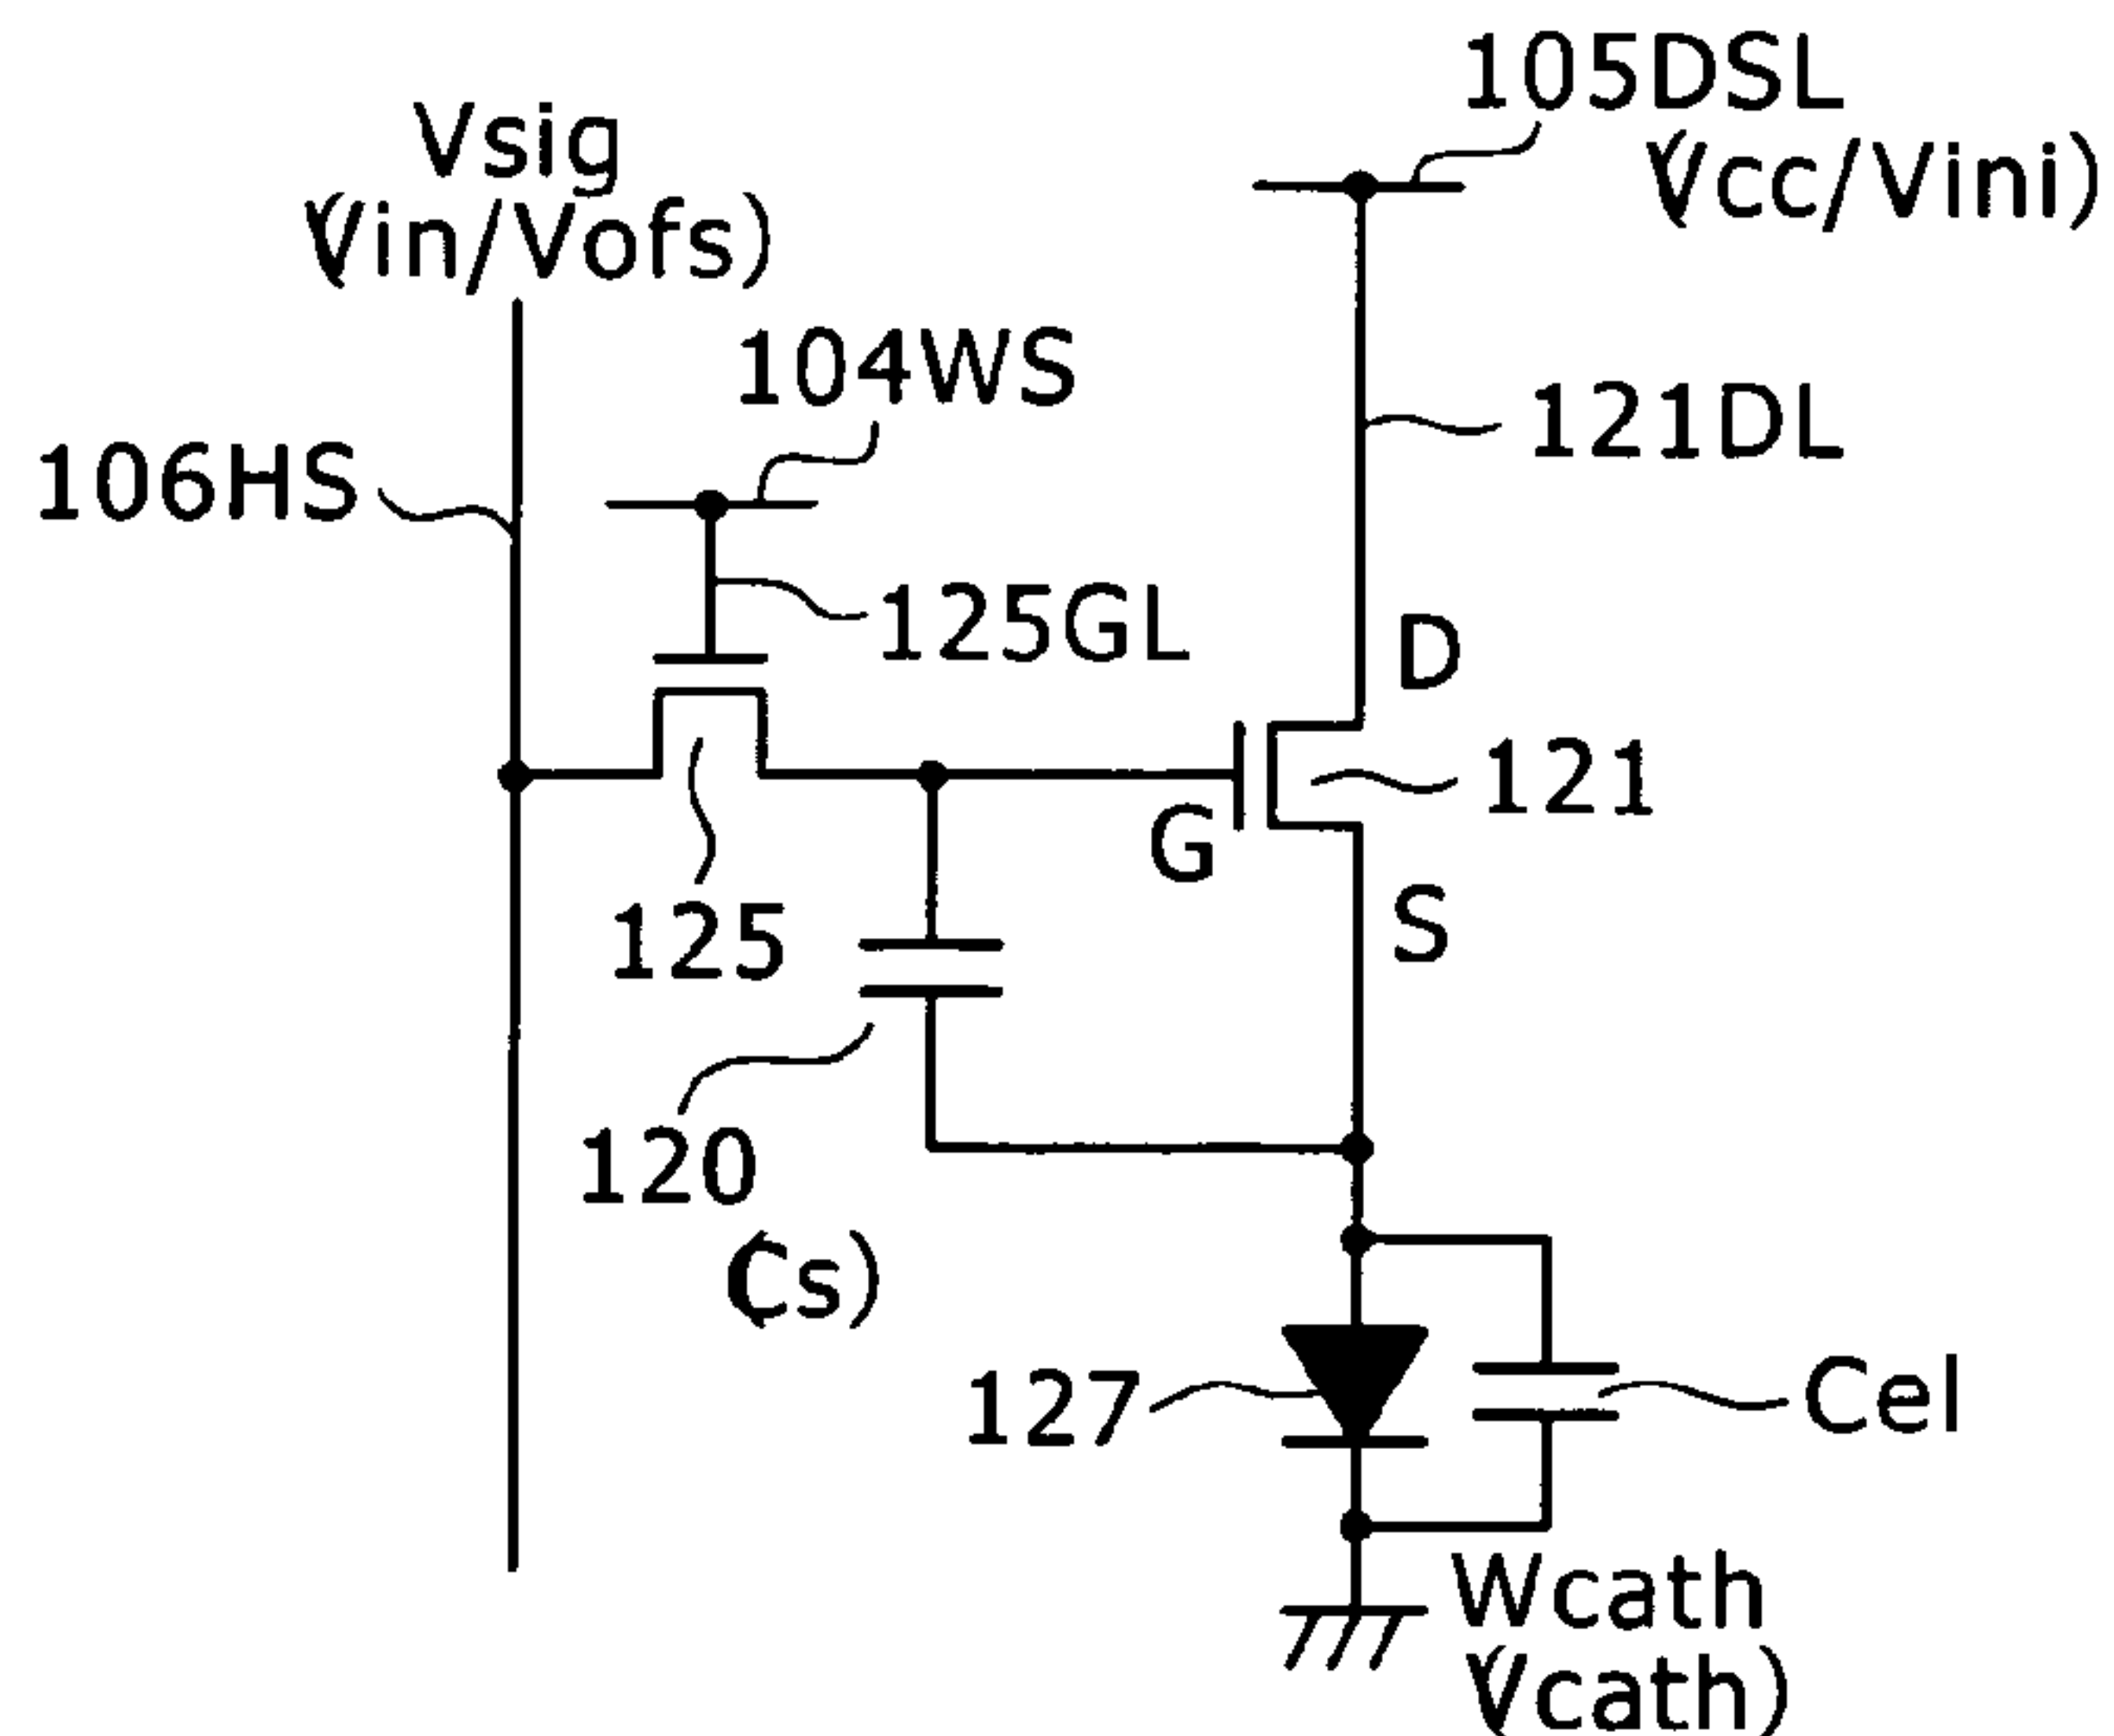 105DSL
(Vcc/Vini)
Vsig
(Vin/Vofs)
104WS
121DL
106HS
125GL
D
121
G
S
125
120
(Cs)
127
Cel
Wcath
(Vcath)